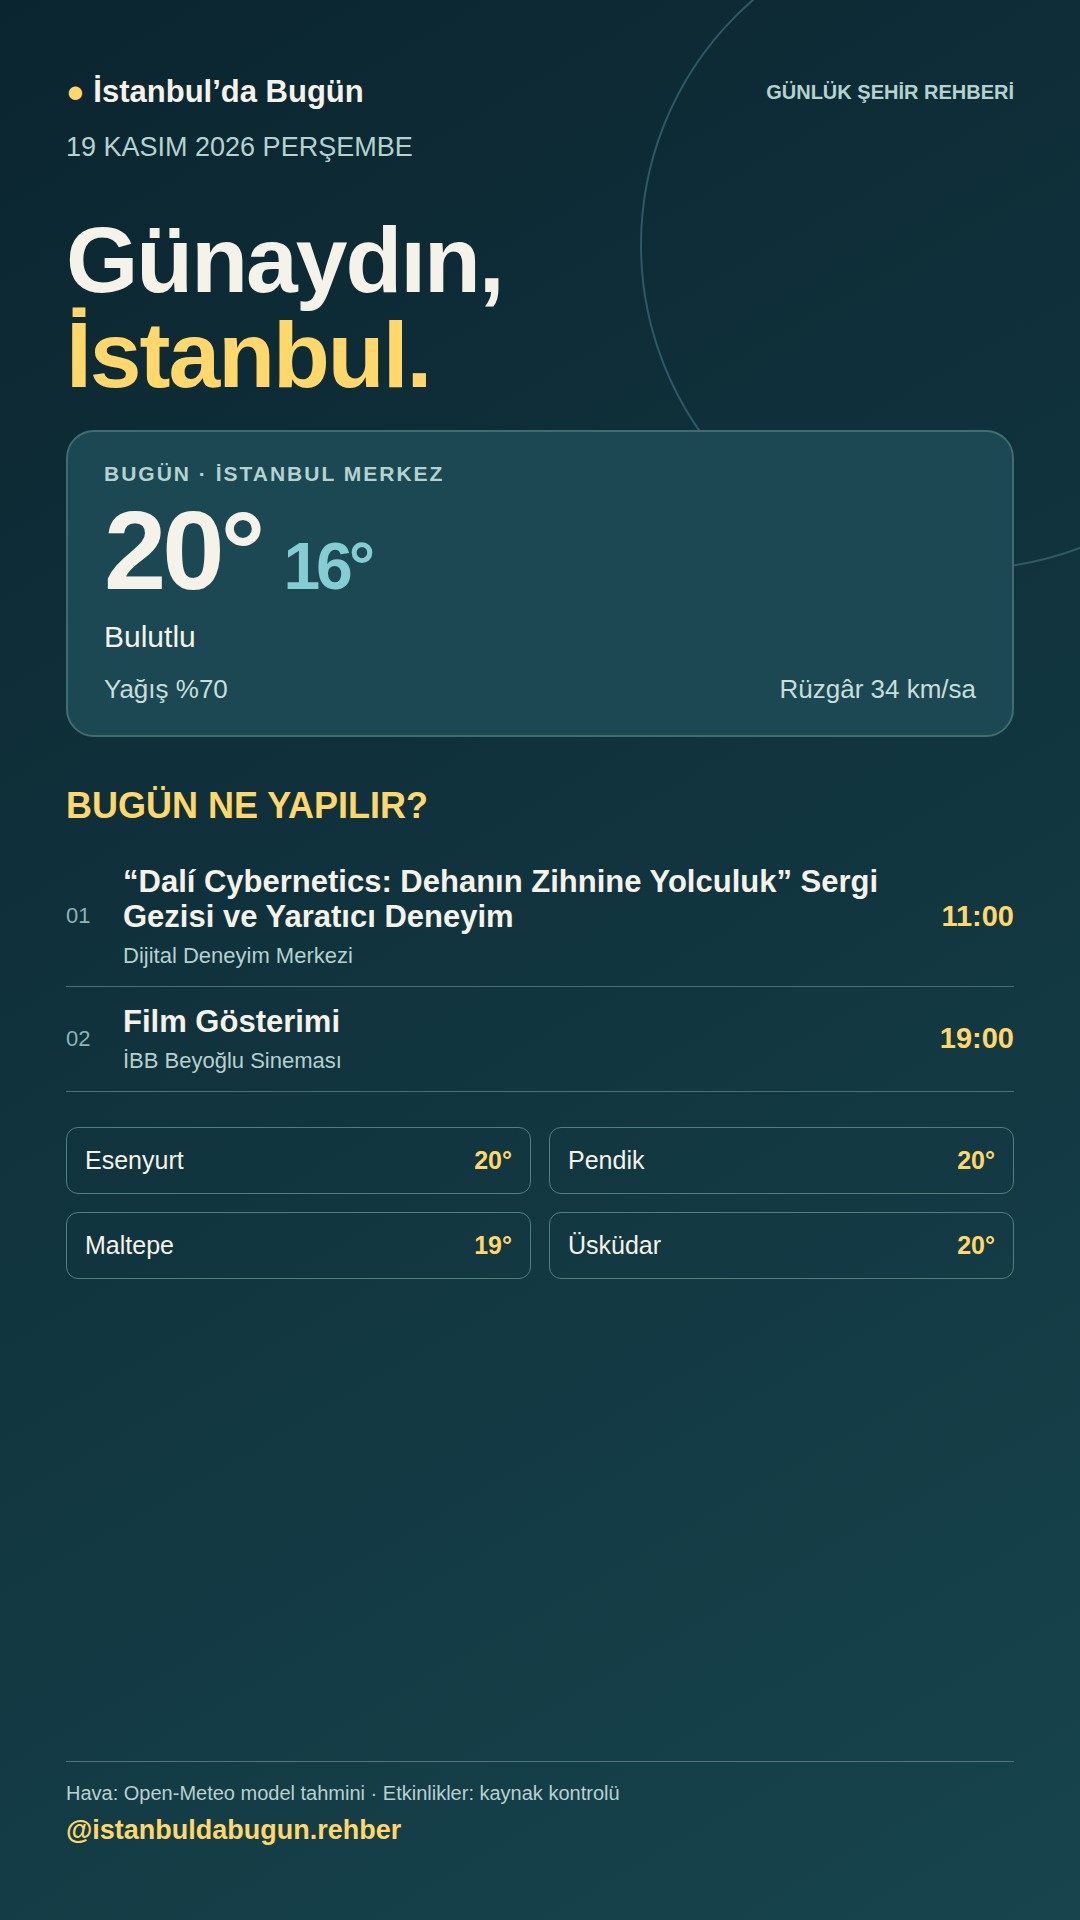 ● İstanbul’da Bugün
GÜNLÜK ŞEHİR REHBERİ
19 KASIM 2026 PERŞEMBE
Günaydın,
İstanbul.
BUGÜN · İSTANBUL MERKEZ
20° 16°
Bulutlu
Yağış %70
Rüzgâr 34 km/sa
BUGÜN NE YAPILIR?
01
“Dalí Cybernetics: Dehanın Zihnine Yolculuk” Sergi
Gezisi ve Yaratıcı Deneyim
11:00
Dijital Deneyim Merkezi
02
Film Gösterimi
19:00
İBB Beyoğlu Sineması
Esenyurt 20°
Pendik 20°
Maltepe 19°
Üsküdar 20°
Hava: Open-Meteo model tahmini · Etkinlikler: kaynak kontrolü
@istanbuldabugun.rehber